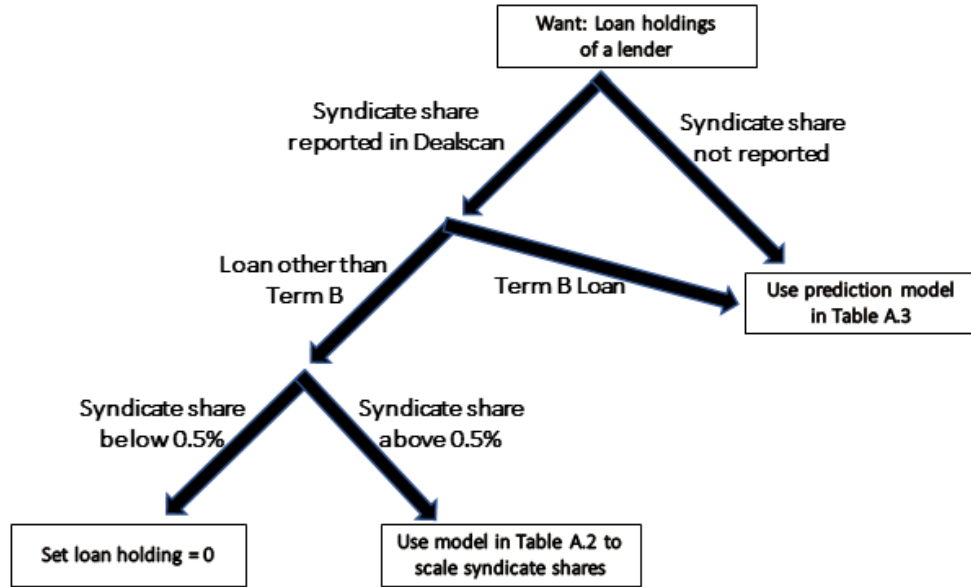 Want: Loan holdings
of a lender
Syndicate share
reported in Dealscan
Syndicate share
not reported
Loan other than
Term B
Term B Loan
Use prediction model
in Table A.3
Syndicate share
below 0.5%
Syndicate share
above 0.5%
Set loan holding = 0
Use model in Table A.2 to
scale syndicate shares